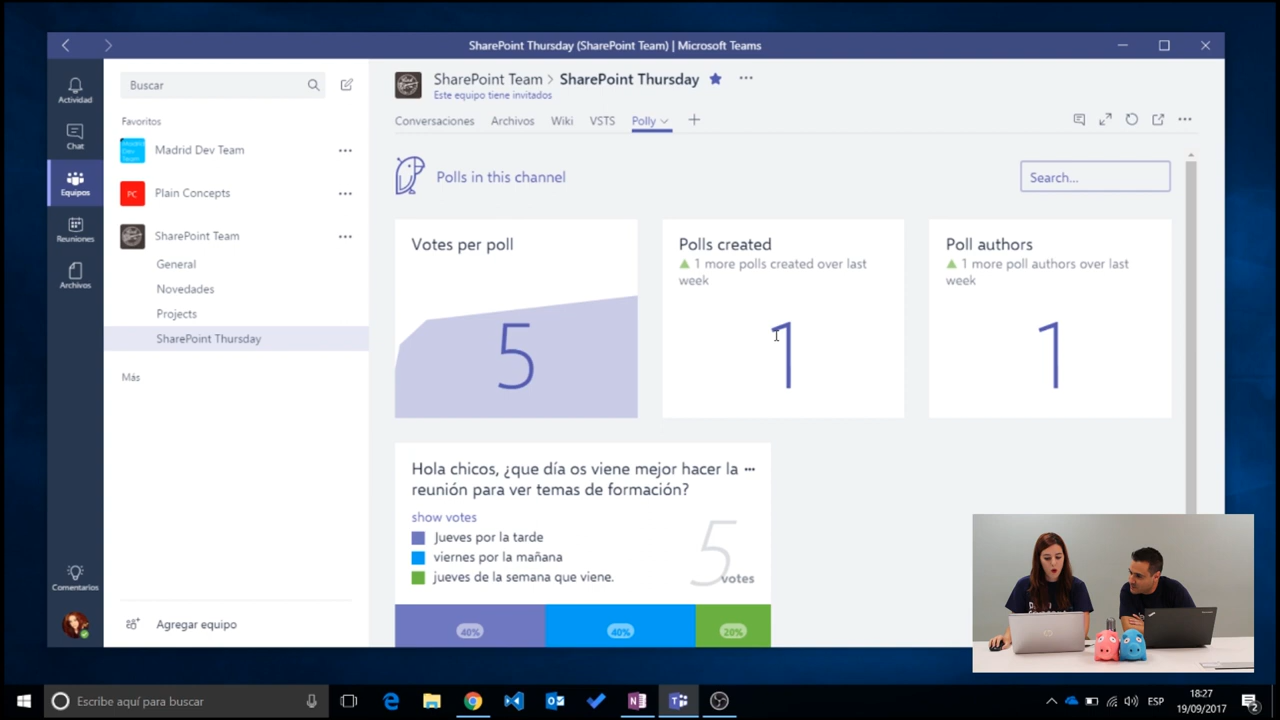 SharePoint Thursday (SharePoint Team) | Microsoft Teams
Buscar
SharePoint Team > SharePoint Thursday
Este equipo tiene invitados
Actividad
Chat
Equipos
Reuniones
Archivos
Comentarios
Favoritos
Madrid Dev Team
PC Plain Concepts
SharePoint Team
General
Novedades
Projects
SharePoint Thursday
Más
Agregar equipo
Conversaciones Archivos Wiki VSTS Polly
Polls in this channel
Search...
Votes per poll
5
Polls created
1 more polls created over last
week
1
Poll authors
1 more poll authors over last
week
1
Hola chicos, ¿que día os viene mejor hacer la
reunión para ver temas de formación?
show votes
Jueves por la tarde
viernes por la mañana
jueves de la semana que viene.
5 votes
40% 40% 20%
Escribe aquí para buscar
ESP
18:27
19/09/2017
2